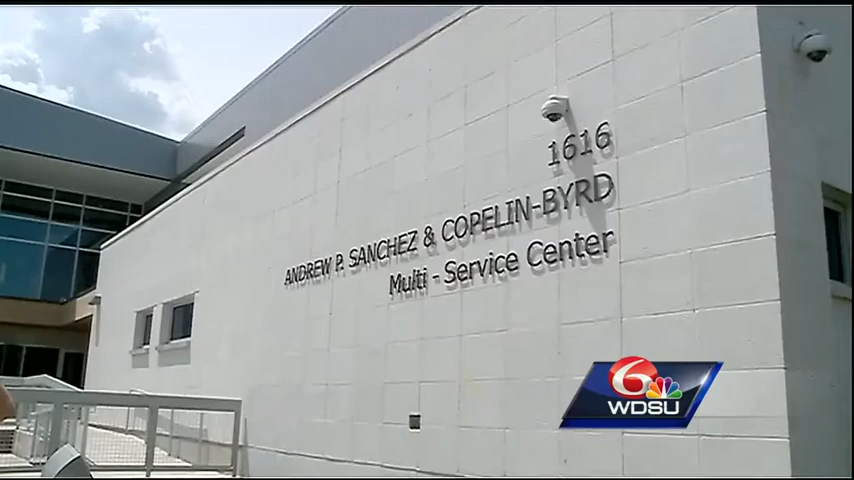 1616
ANDREW P. SANCHEZ & COPELIN-BYRD
Multi - Service Center
6
WDSU